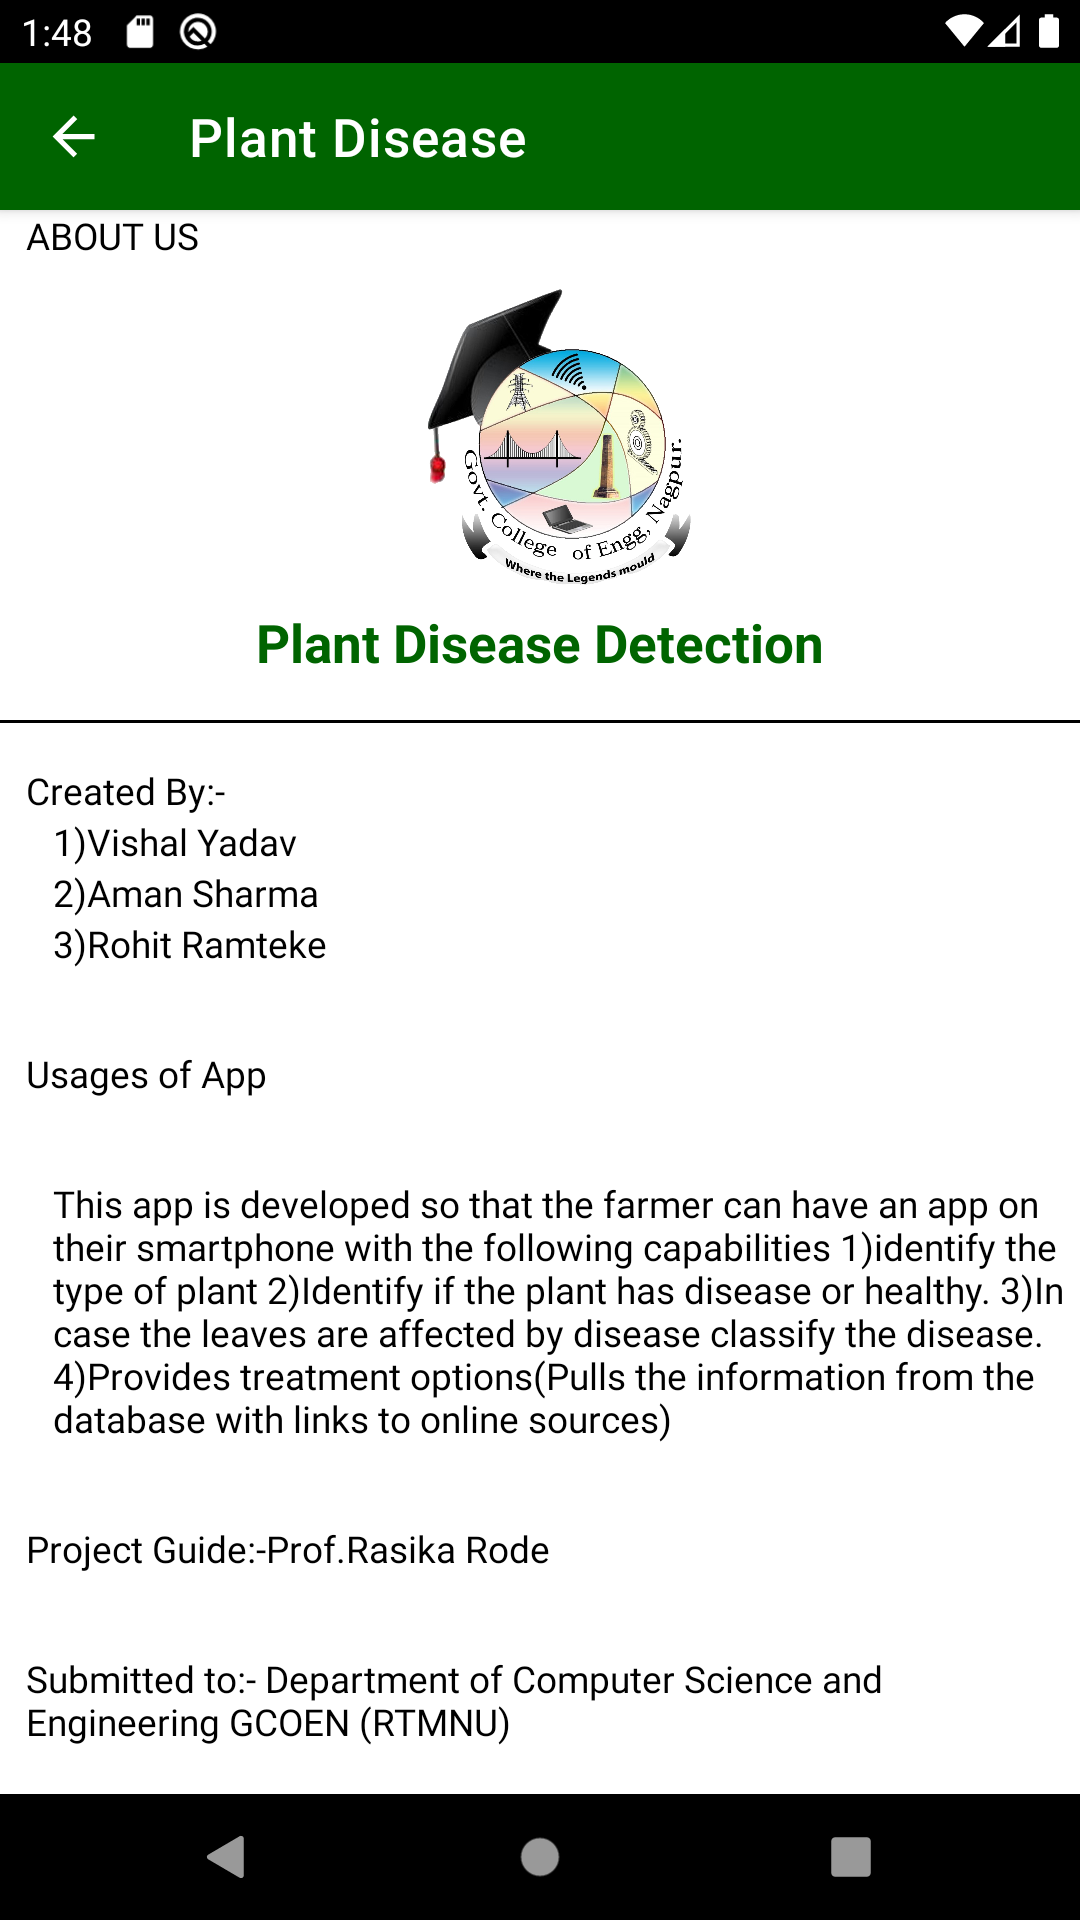 1:48
Plant Disease
ABOUT US
Govt. College of Engg, Nagpur.
Where the Legends mould
Plant Disease Detection
Created By:-
1)Vishal Yadav
2)Aman Sharma
3)Rohit Ramteke
Usages of App
This app is developed so that the farmer can have an app on
their smartphone with the following capabilities 1)identify the
type of plant 2)Identify if the plant has disease or healthy. 3)In
case the leaves are affected by disease classify the disease.
4)Provides treatment options(Pulls the information from the
database with links to online sources)
Project Guide:-Prof.Rasika Rode
Submitted to:- Department of Computer Science and
Engineering GCOEN (RTMNU)